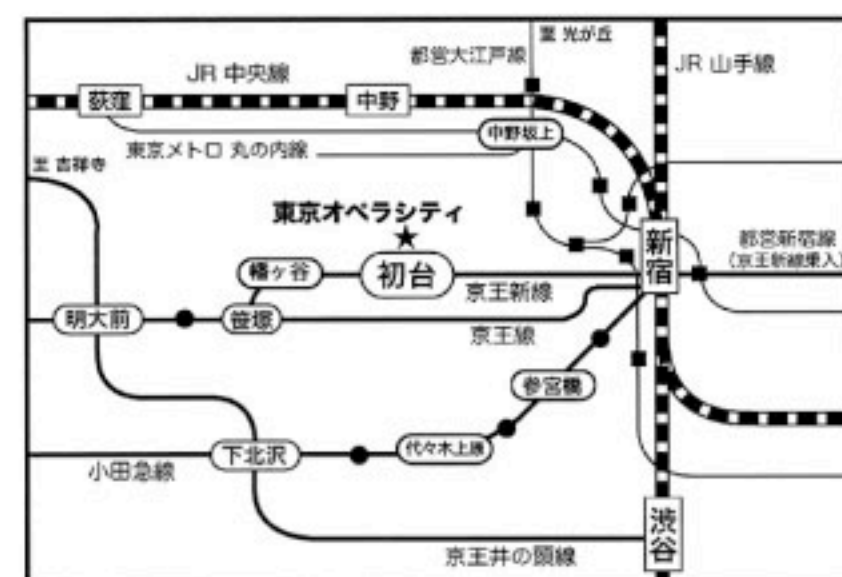 至 光が丘
都営大江戸線
JR 山手線
JR 中央線
荻窪
中野
中野坂上
東京メトロ 丸の内線
至 吉祥寺
東京オペラシティ
★
新宿
都営新宿線
(京王新線乗入)
幡ヶ谷
初台
京王新線
明大前
笹塚
京王線
参宮橋
代々木上原
下北沢
小田急線
渋谷
京王井の頭線